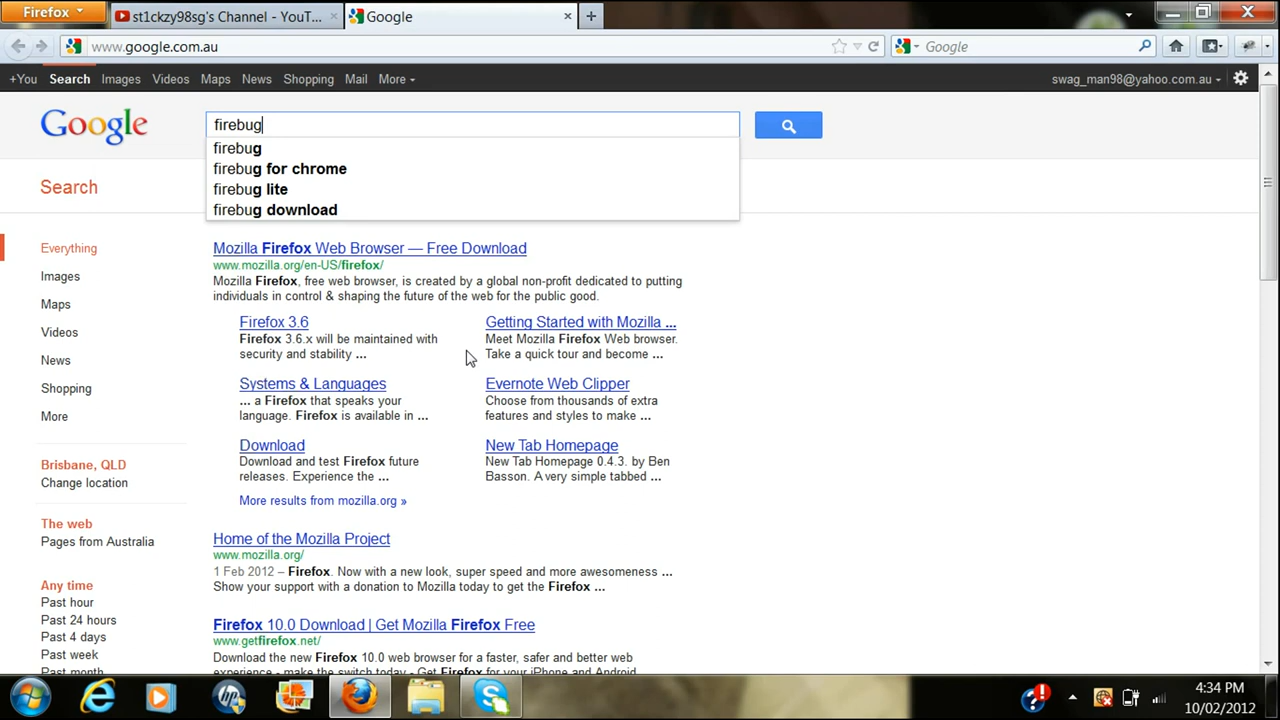 Firefox
st1ckzy98sg's Channel - YouT...
Google
www.google.com.au
Google
+You Search Images Videos Maps News Shopping Mail More
swag_man98@yahoo.com.au
Google
firebug
firebug
firebug for chrome
firebug lite
firebug download
Search
Everything
Images
Maps
Videos
News
Shopping
More
Brisbane, QLD
Change location
The web
Pages from Australia
Any time
Past hour
Past 24 hours
Past 4 days
Past week
Past month
Mozilla Firefox Web Browser — Free Download
www.mozilla.org/en-US/firefox/
Mozilla Firefox, free web browser, is created by a global non-profit dedicated to putting
individuals in control & shaping the future of the web for the public good.
Firefox 3.6
Firefox 3.6.x will be maintained with
security and stability ...
Getting Started with Mozilla ...
Meet Mozilla Firefox Web browser.
Take a quick tour and become ...
Systems & Languages
... a Firefox that speaks your
language. Firefox is available in ...
Evernote Web Clipper
Choose from thousands of extra
features and styles to make ...
Download
Download and test Firefox future
releases. Experience the ...
New Tab Homepage
New Tab Homepage 0.4.3. by Ben
Basson. A very simple tabbed ...
More results from mozilla.org »
Home of the Mozilla Project
www.mozilla.org/
1 Feb 2012 – Firefox. Now with a new look, super speed and more awesomeness ...
Show your support with a donation to Mozilla today to get the Firefox ...
Firefox 10.0 Download | Get Mozilla Firefox Free
www.getfirefox.net/
Download the new Firefox 10.0 web browser for a faster, safer and better web
experience - make the switch today - Get Firefox for your iPhone and Android
4:34 PM
10/02/2012